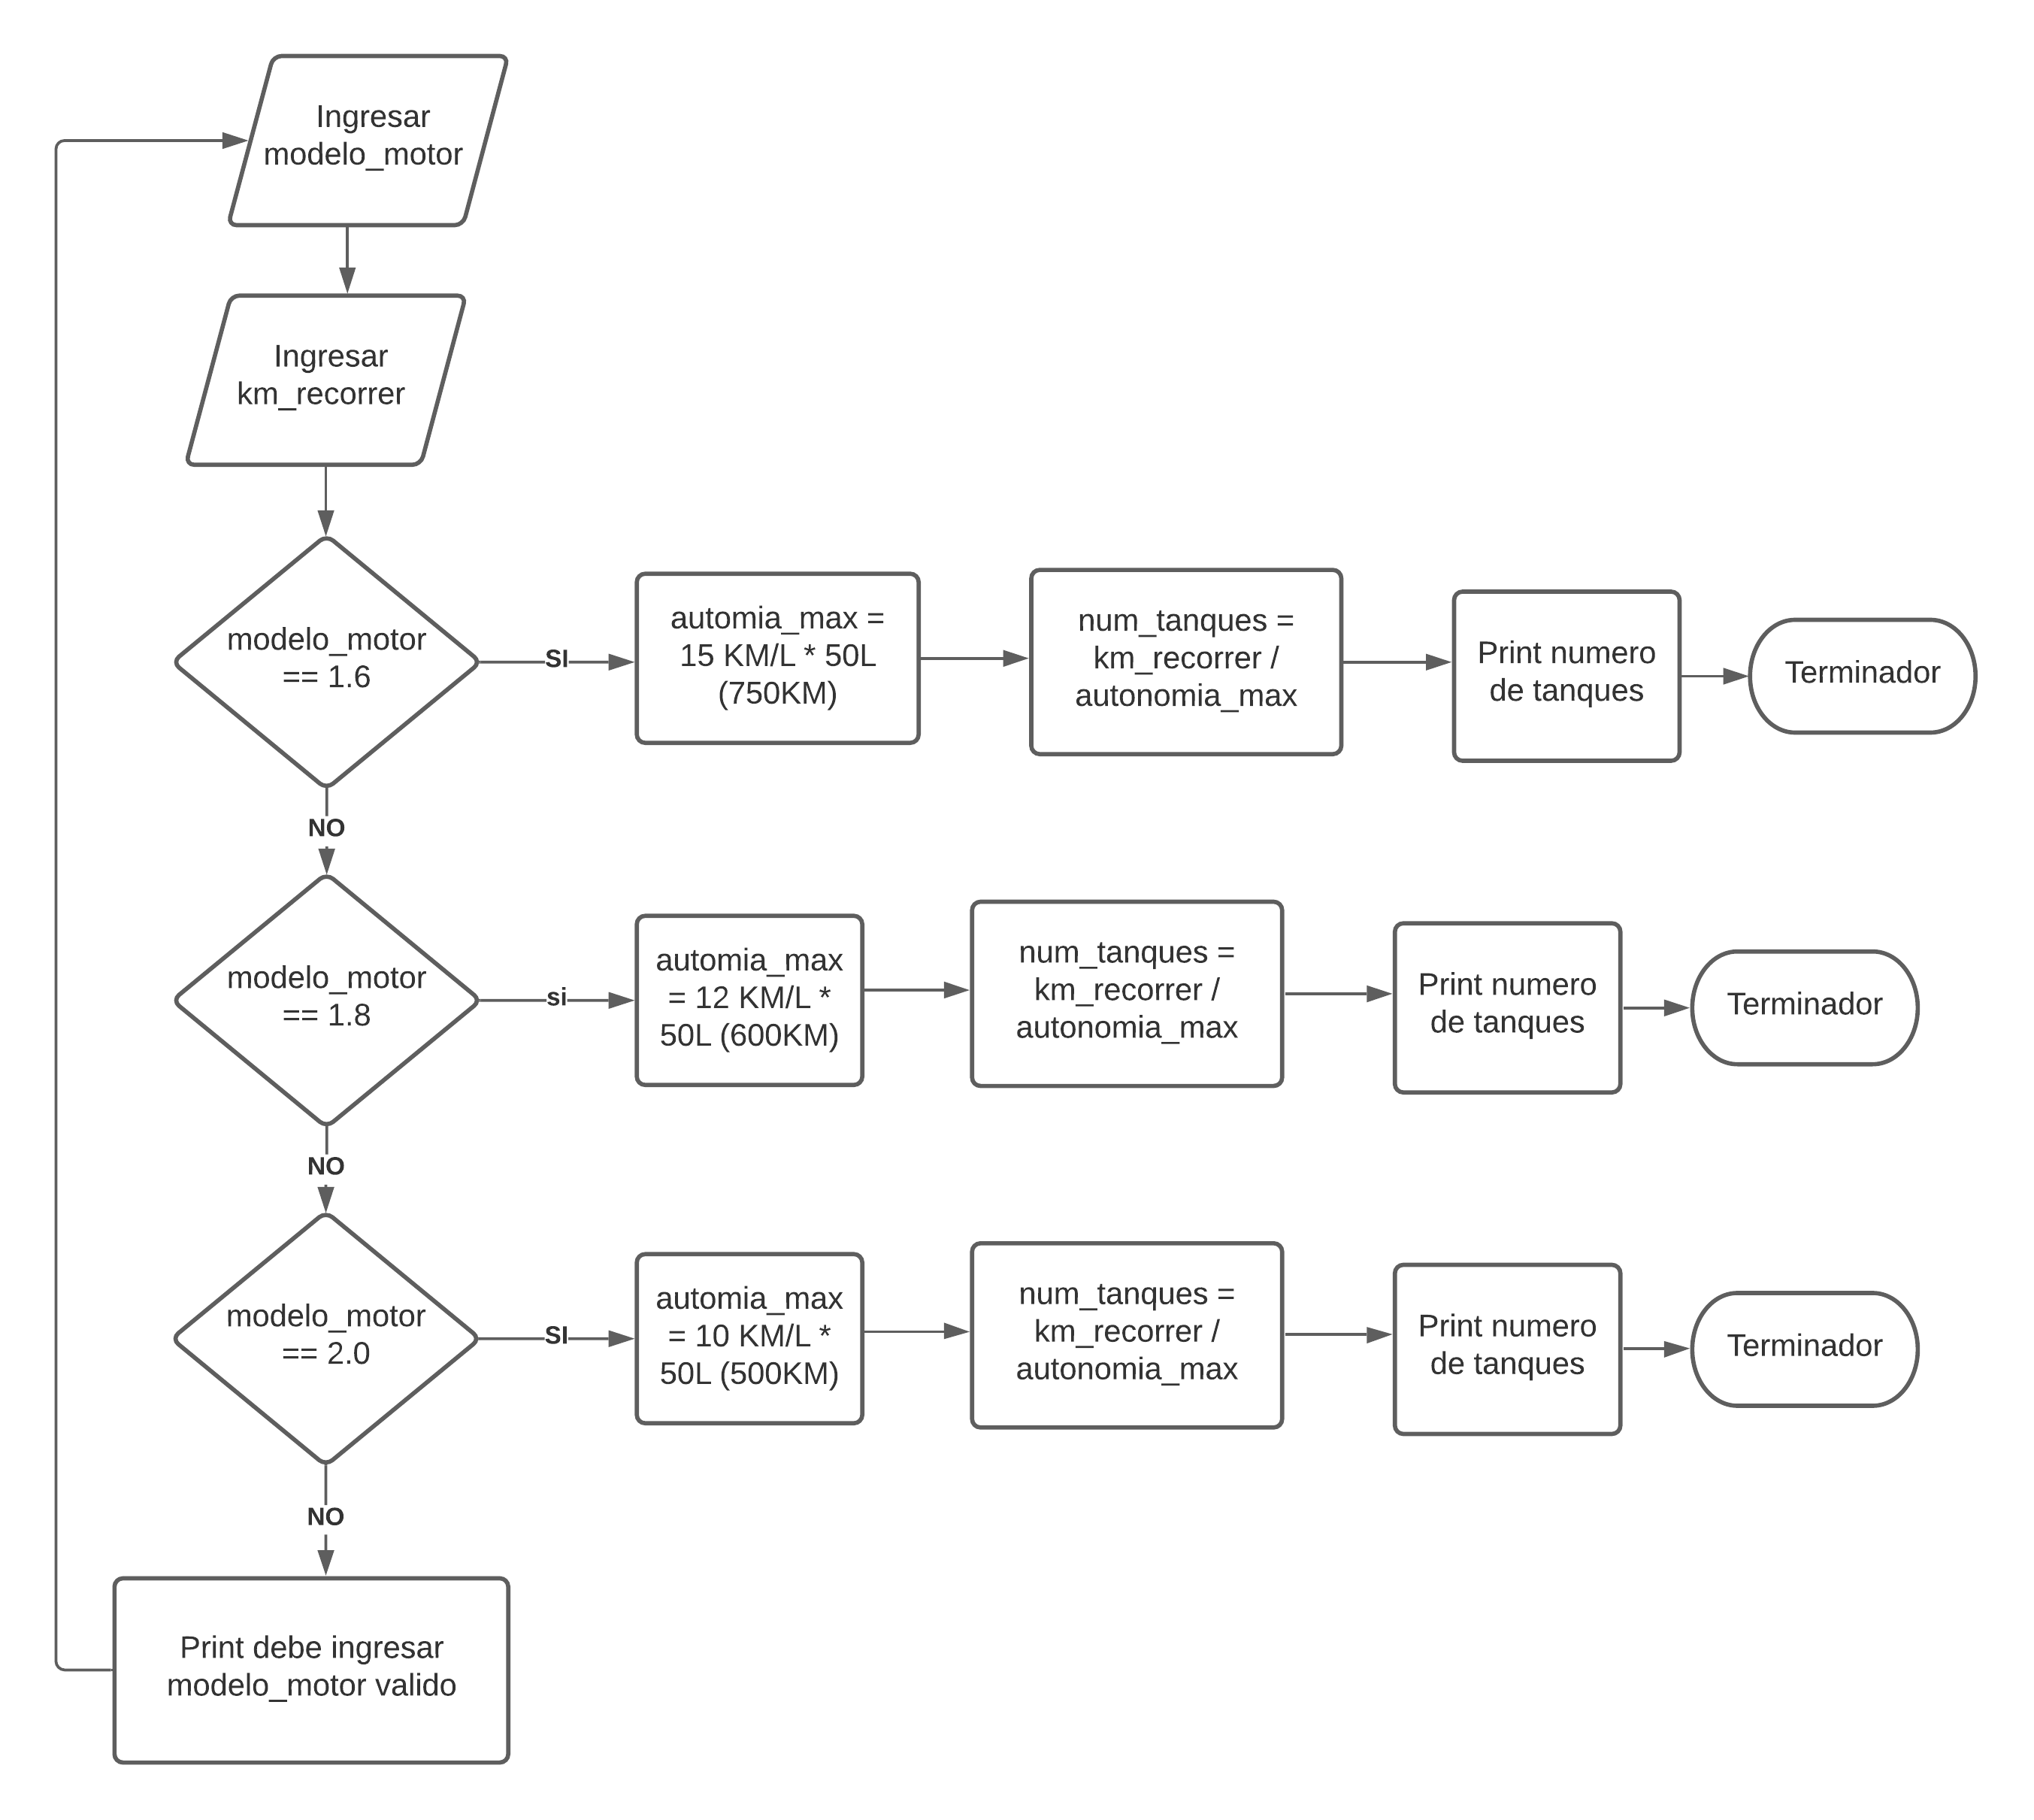 Ingresar
modelo_motor
Ingresar
km_recorrer
modelo_motor
== 1.6
SI
automia_max =
15 KM/L * 50L
(750KM)
num_tanques =
km_recorrer /
autonomia_max
Print numero
de tanques
Terminador
NO
modelo_motor
== 1.8
si
automia_max
= 12 KM/L *
50L (600KM)
num_tanques =
km_recorrer /
autonomia_max
Print numero
de tanques
Terminador
NO
modelo_motor
== 2.0
SI
automia_max
= 10 KM/L *
50L (500KM)
num_tanques =
km_recorrer /
autonomia_max
Print numero
de tanques
Terminador
NO
Print debe ingresar
modelo_motor valido